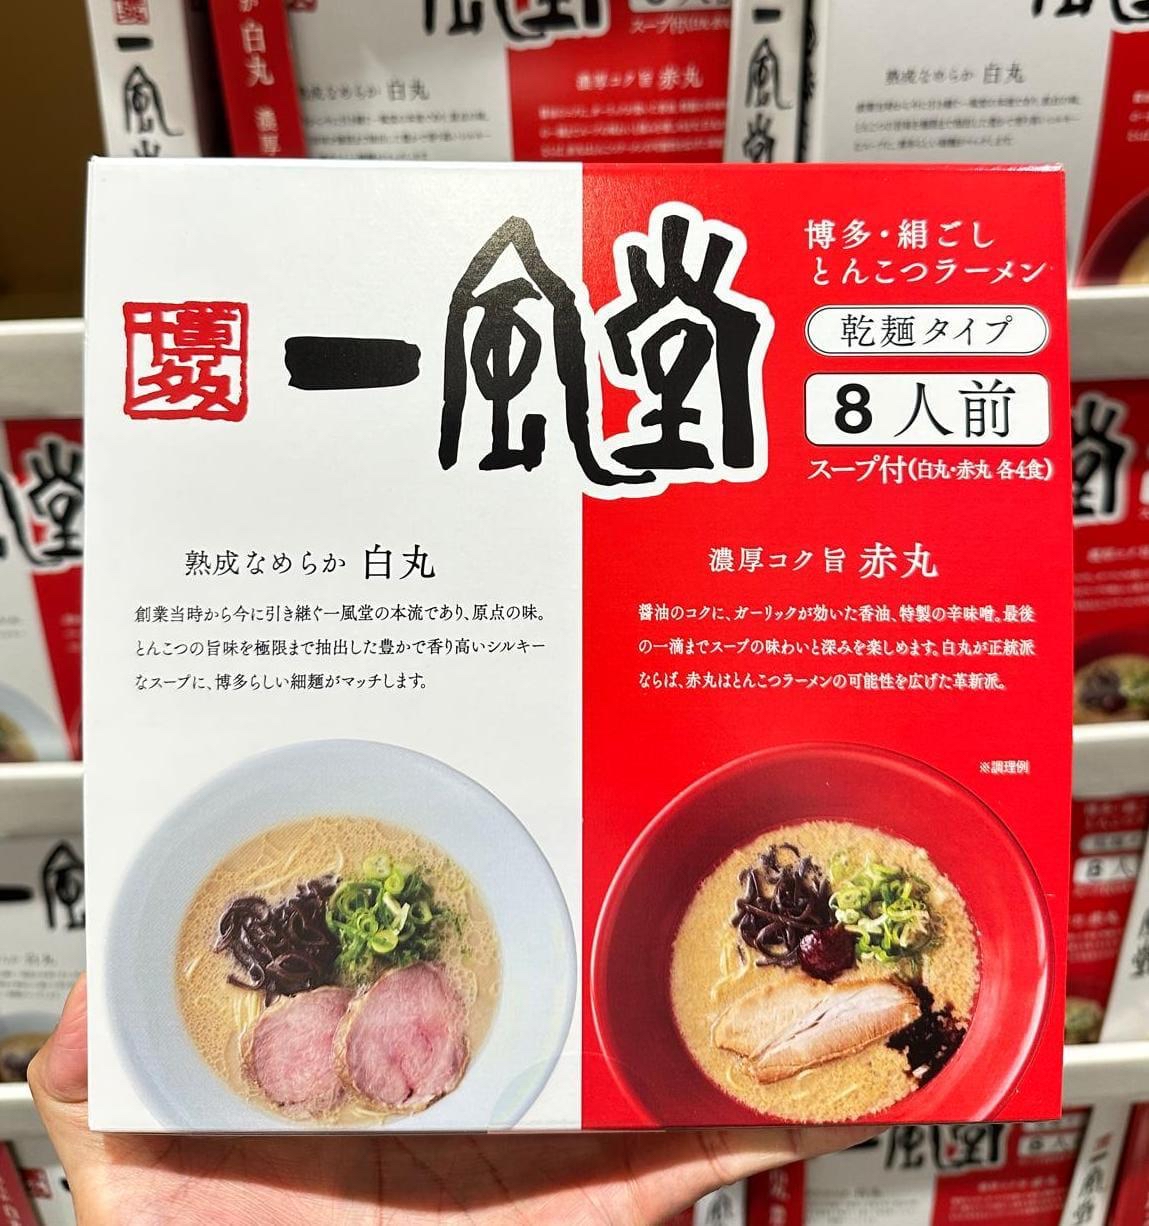 博多
一風堂
博多・絹ごし
とんこつラーメン
乾麺タイプ
8人前
スープ付(白丸・赤丸 各4食)
熟成なめらか 白丸
創業当時から今に引き継ぐ一風堂の本流であり、原点の味。
とんこつの旨味を極限まで抽出した豊かで香り高いシルキー
なスープに、博多らしい細麺がマッチします。
濃厚コク旨 赤丸
醤油のコクに、ガーリックが効いた香油、特製の辛味噌。最後
の一滴までスープの味わいと深みを楽しめます。白丸が正統派
ならば、赤丸はとんこつラーメンの可能性を広げた革新派。
※調理例